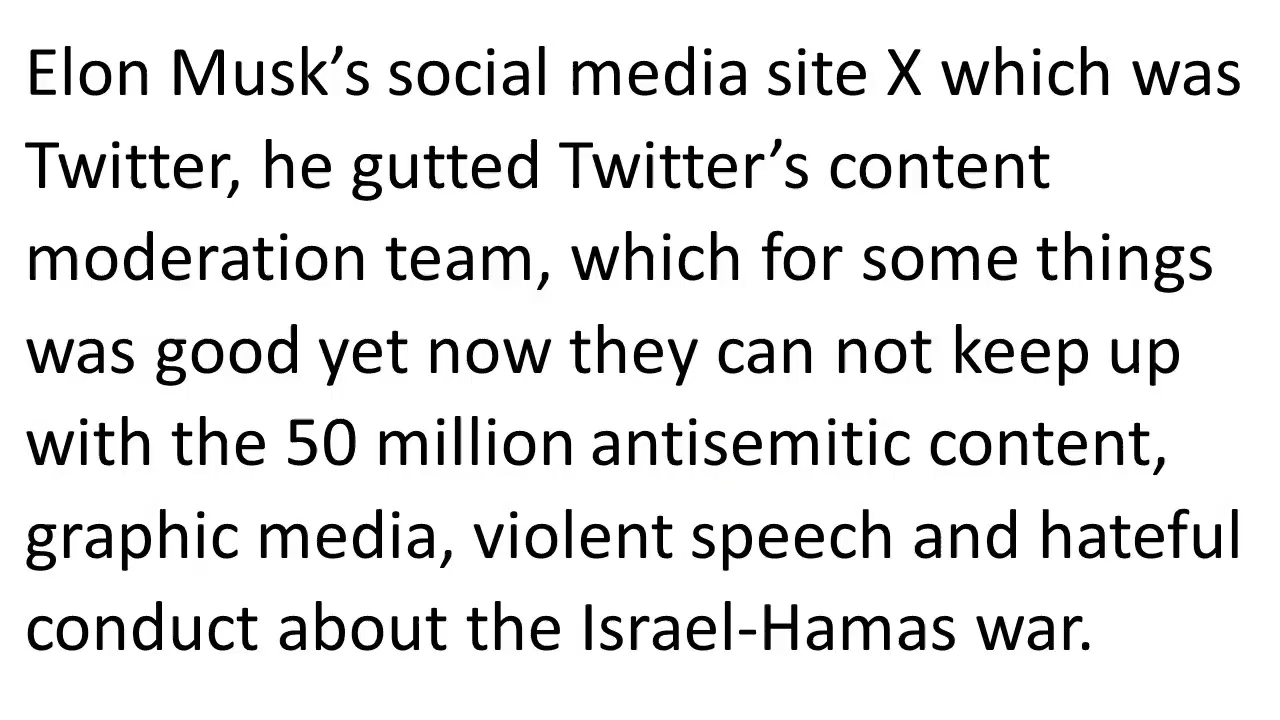 Elon Musk’s social media site X which was
Twitter, he gutted Twitter’s content
moderation team, which for some things
was good yet now they can not keep up
with the 50 million antisemitic content,
graphic media, violent speech and hateful
conduct about the Israel-Hamas war.